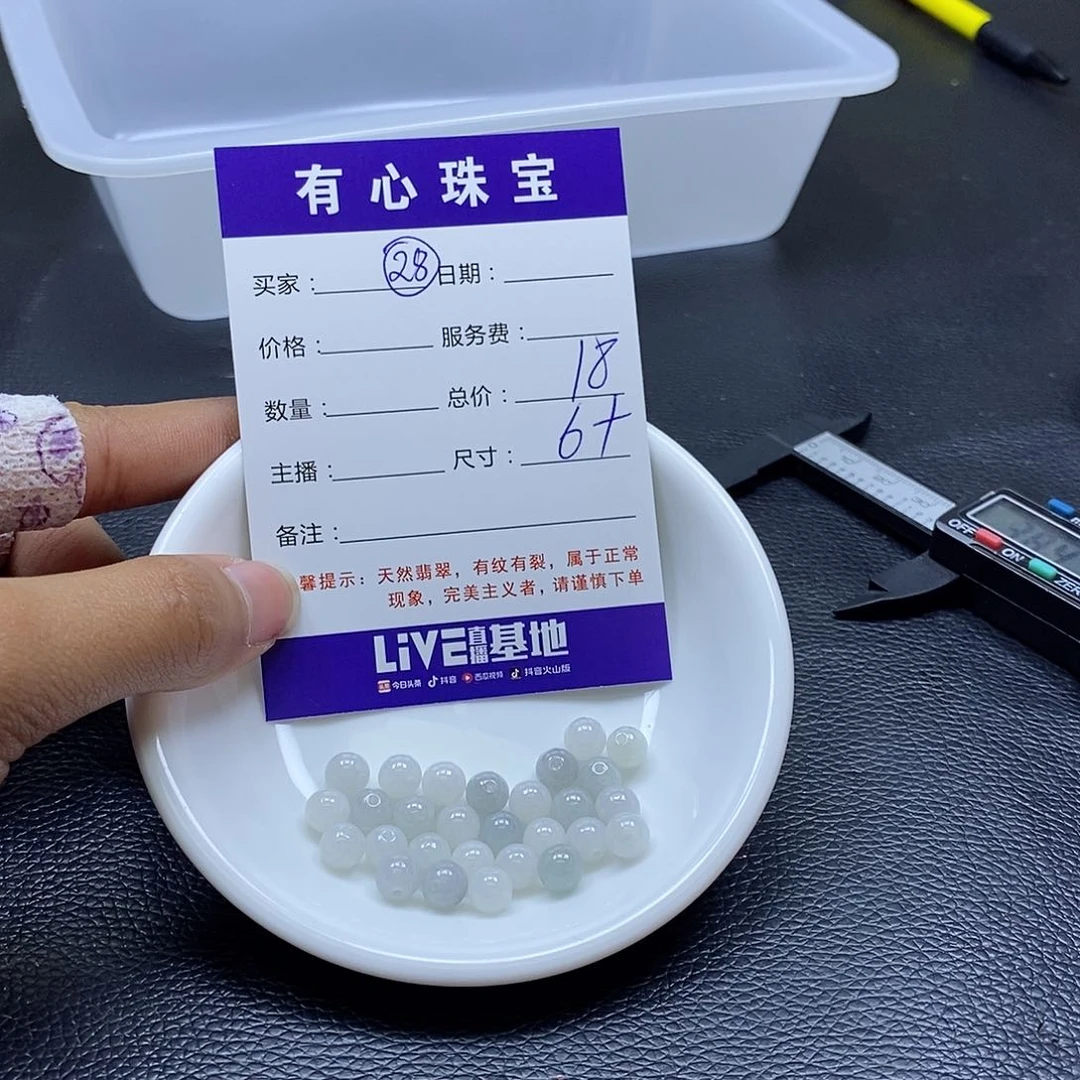 有心珠宝
买家： 28 日期：
价格： 服务费：
数量： 总价： 18
主播： 尺寸： 6+
备注：
馨提示：天然翡翠，有纹有裂，属于正常
现象，完美主义者，请谨慎下单
LiVE直播基地
今日头条 抖音 西瓜视频 抖音火山版
OFF ON ZERO